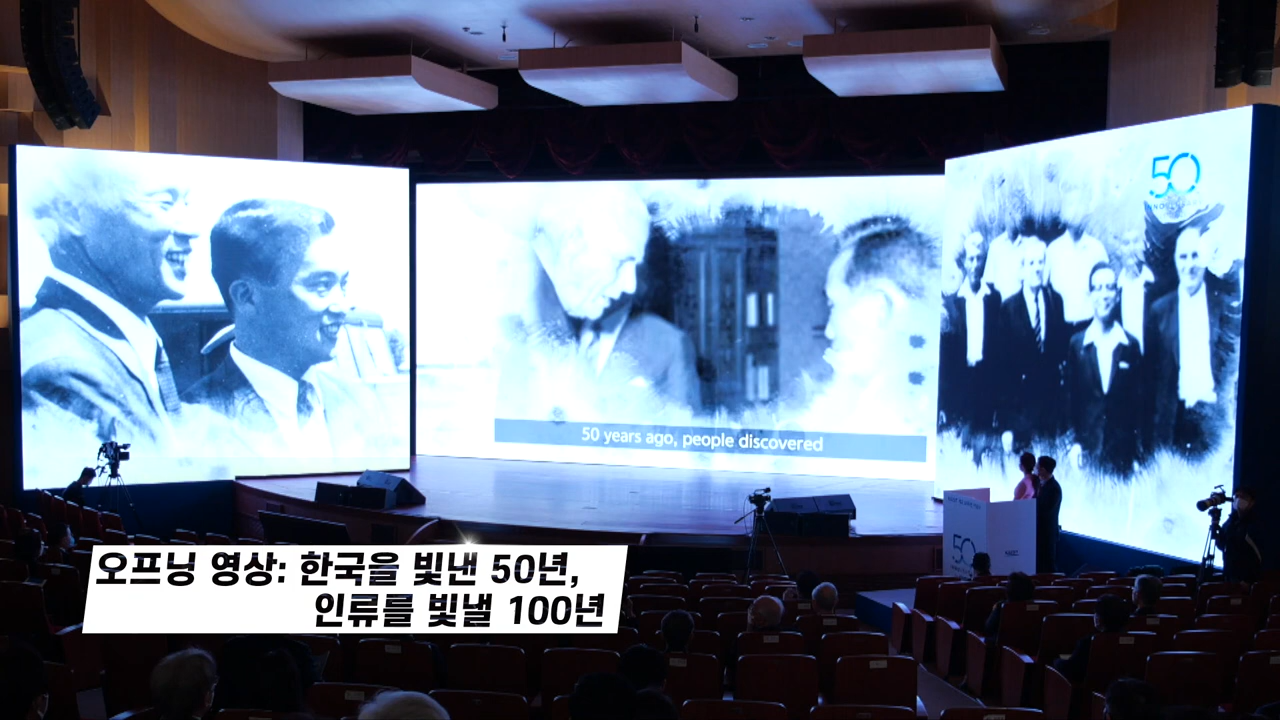 50
50 years ago, people discovered
50
오프닝 영상: 한국을 빛낸 50년,
인류를 빛낼 100년